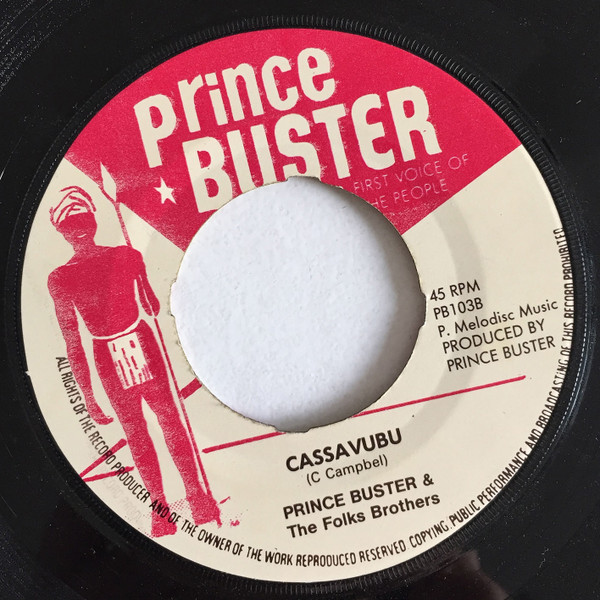 prince
BUSTER
FIRST VOICE OF
THE PEOPLE
45 RPM
PB103B
P. Melodisc Music
PRODUCED BY
PRINCE BUSTER
CASSAVUBU
(C Campbel)
PRINCE BUSTER &
The Folks Brothers
ALL RIGHTS OF THE RECORD PRODUCER AND OF THE OWNER OF THE WORK REPRODUCED RESERVED. COPYING, PUBLIC PERFORMANCE AND BROADCASTING OF THIS RECORD PROHIBITED